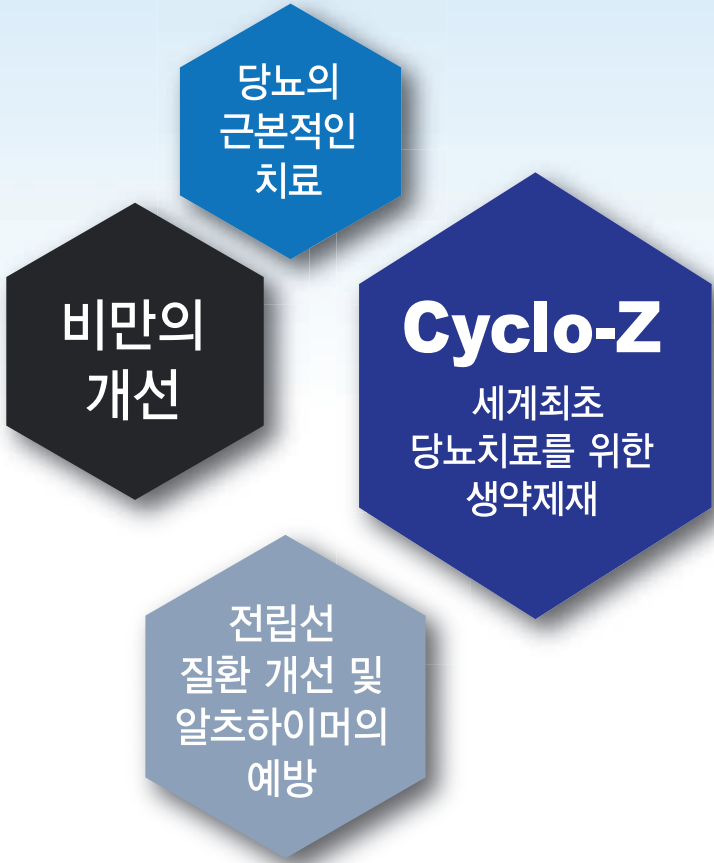 당뇨의
근본적인
치료
비만의
개선
Cyclo-Z
세계최초
당뇨치료를 위한
생약제재
전립선
질환 개선 및
알츠하이머의
예방